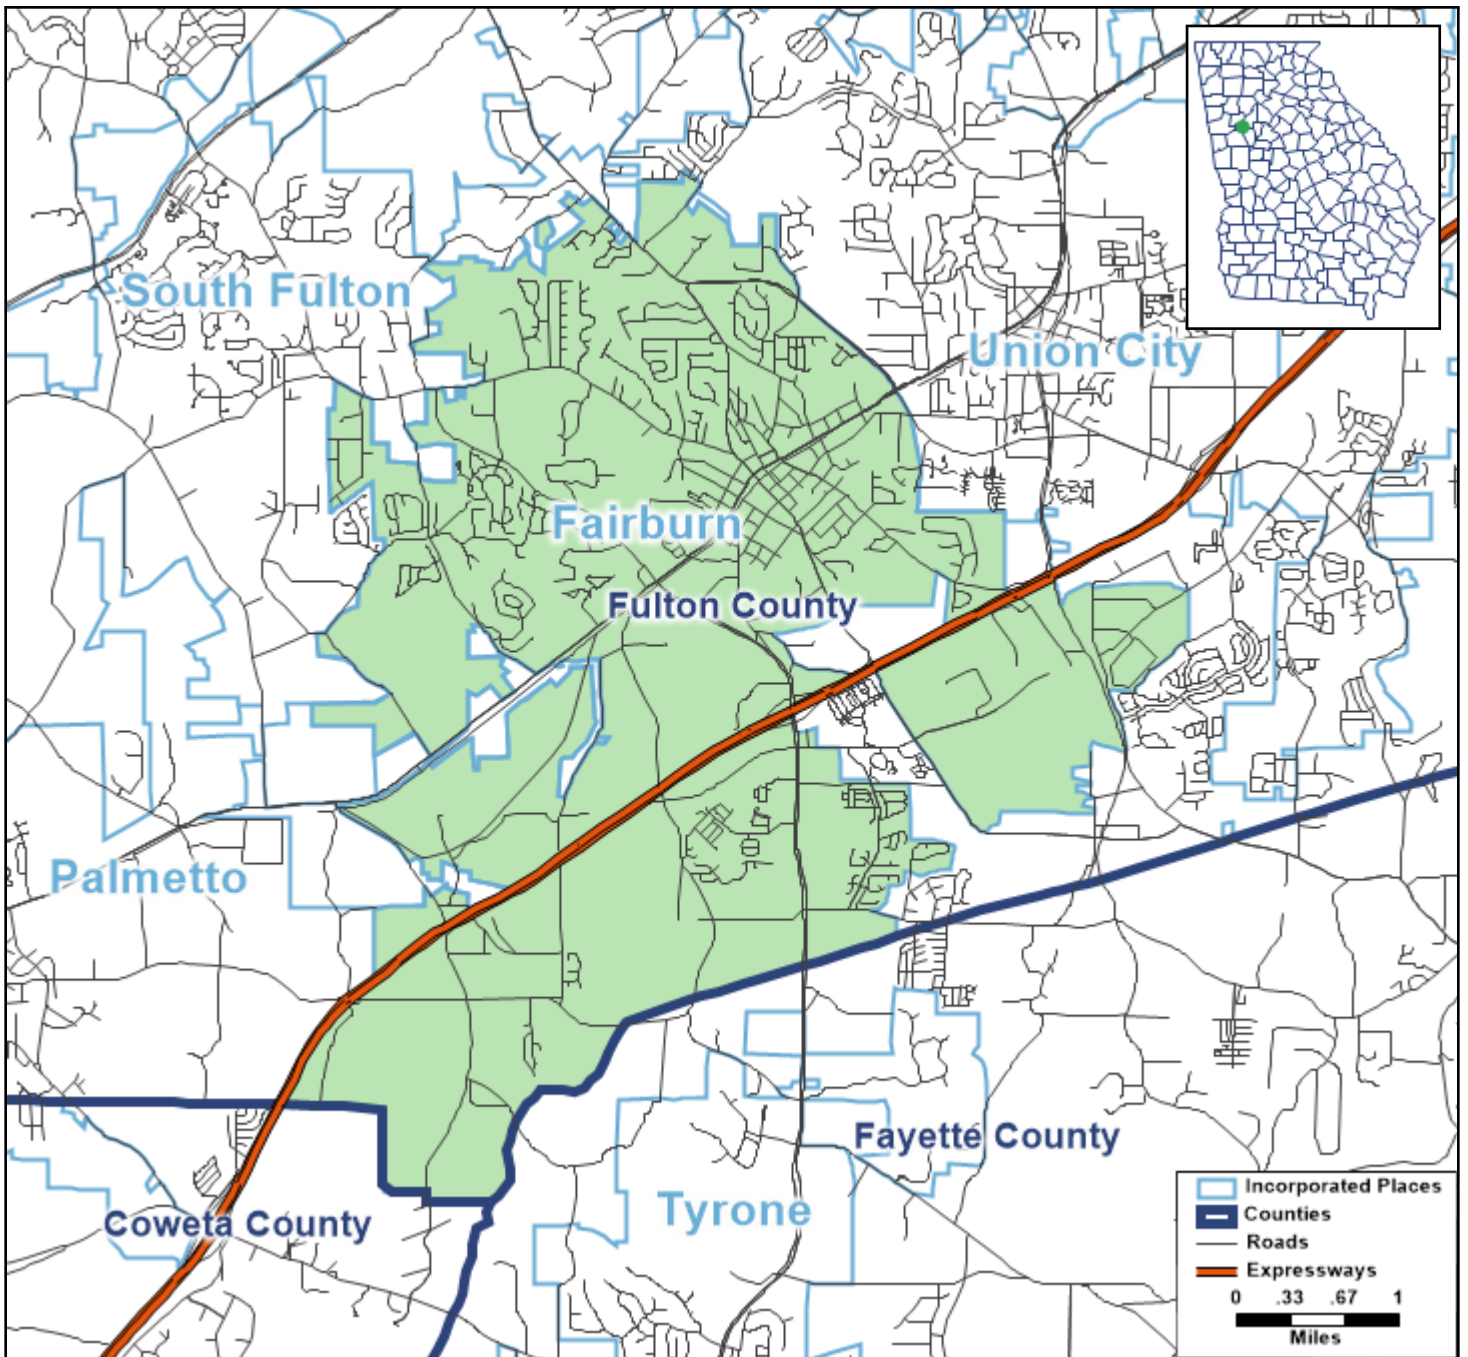 South Fulton
Union City
Fairburn
Fulton County
Palmetto
Fayette County
Tyrone
Coweta County
Incorporated Places
Counties
Roads
Expressways
0 .33 .67 1
Miles